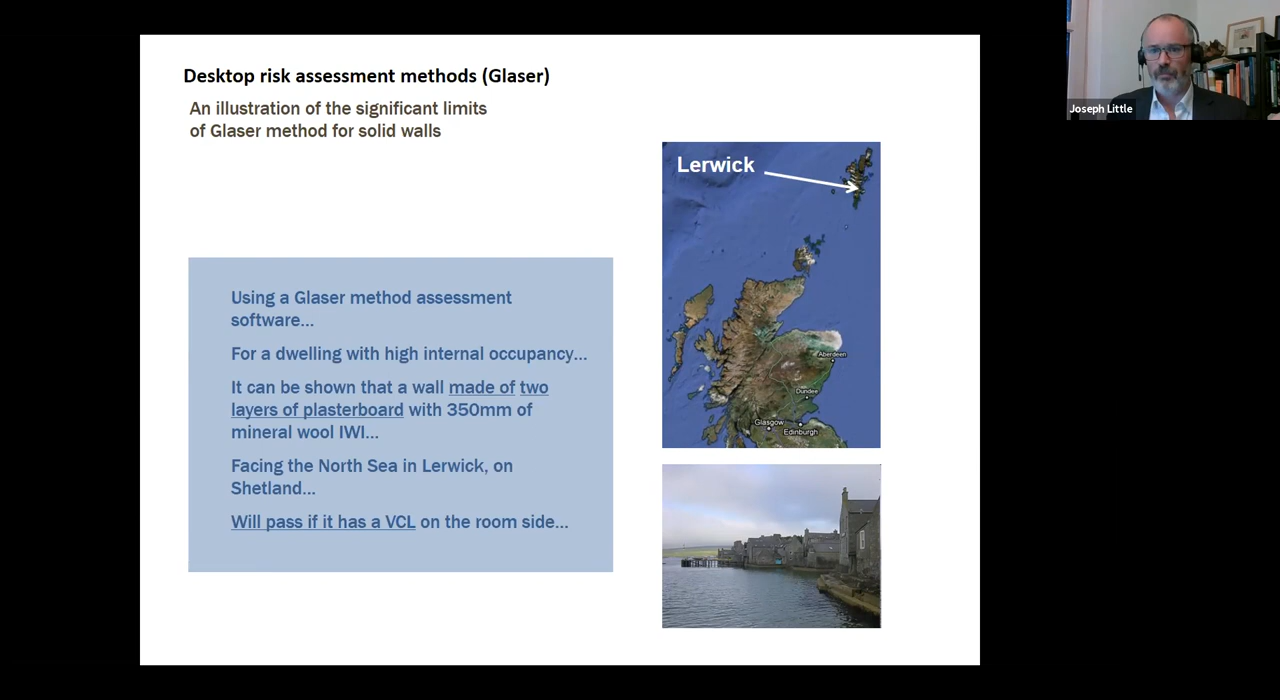 Desktop risk assessment methods (Glaser)
An illustration of the significant limits
of Glaser method for solid walls
Using a Glaser method assessment
software...
For a dwelling with high internal occupancy...
It can be shown that a wall made of two
layers of plasterboard with 350mm of
mineral wool IWI...
Facing the North Sea in Lerwick, on
Shetland...
Will pass if it has a VCL on the room side...
Lerwick
Aberdeen
Dundee
Glasgow
Edinburgh
Joseph Little